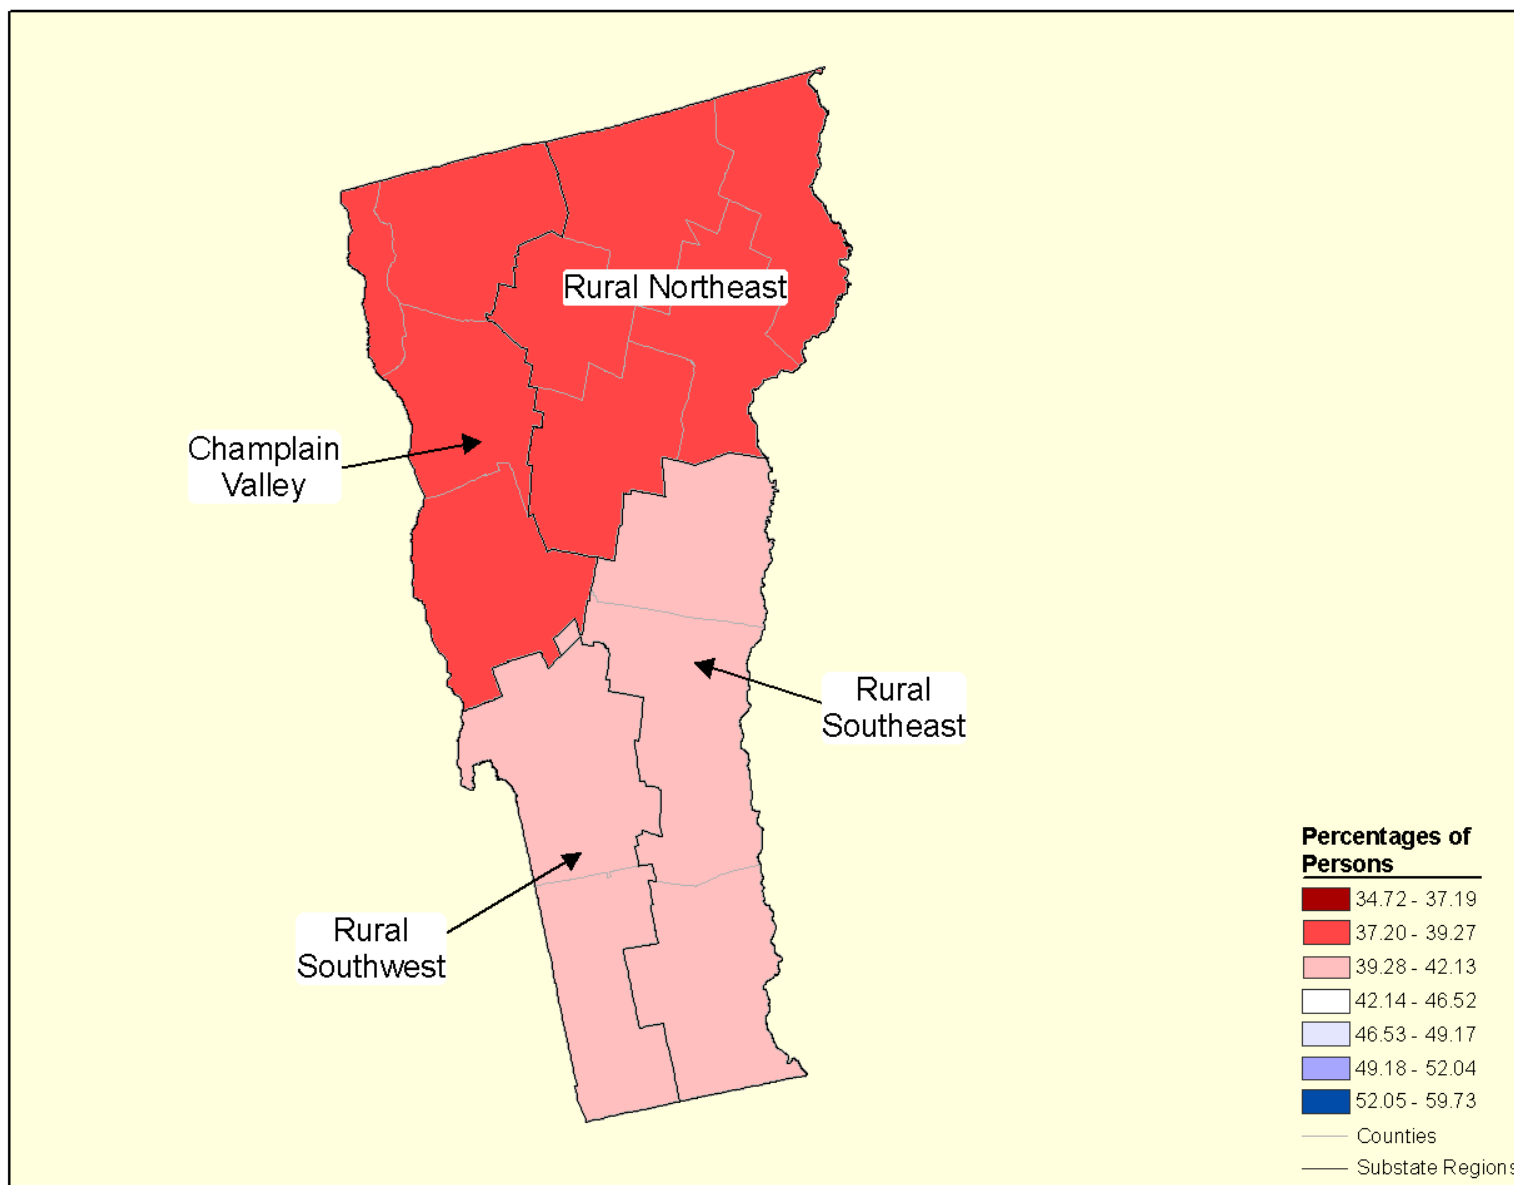 Rural Northeast
Champlain
Valley
Rural
Southeast
Rural
Southwest
Percentages of
Persons
34.72 - 37.19
37.20 - 39.27
39.28 - 42.13
42.14 - 46.52
46.53 - 49.17
49.18 - 52.04
52.05 - 59.73
Counties
Substate Regions